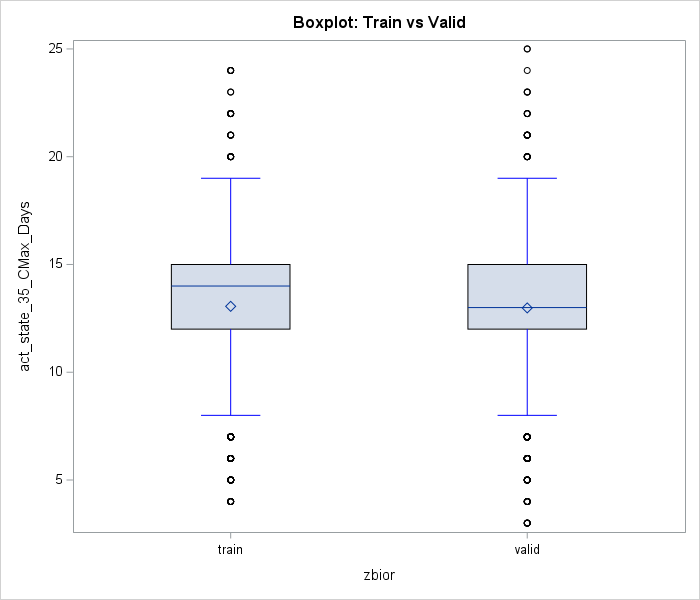 Boxplot: Train vs Valid
25
20
15
10
5
act_state_35_CMax_Days
train
valid
zbior